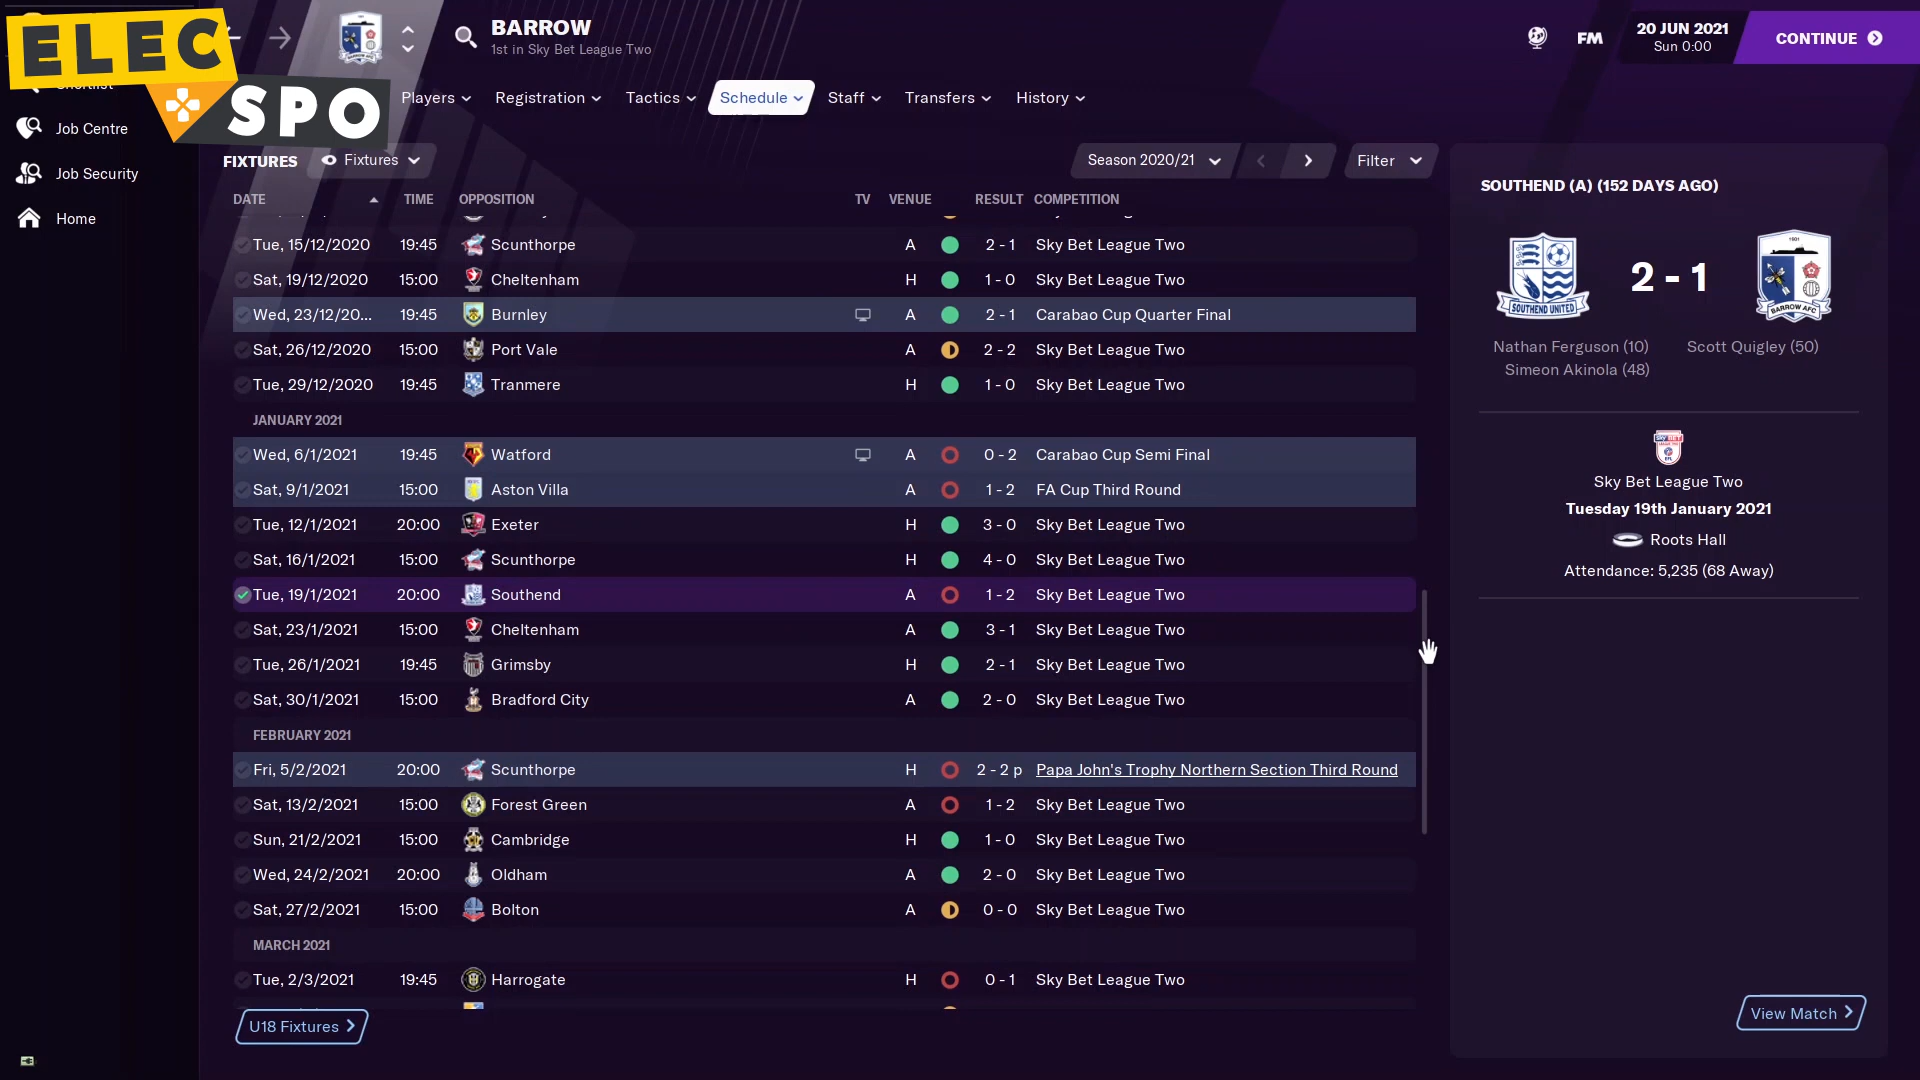 ELEC
SPO
BARROW
1st in Sky Bet League Two
FM
20 JUN 2021
Sun 0:00
CONTINUE
Job Centre
Job Security
Home
Players
Registration
Tactics
Schedule
Staff
Transfers
History
FIXTURES
Fixtures
Season 2020/21
Filter
DATE TIME OPPOSITION TV VENUE RESULT COMPETITION
Tue, 15/12/2020 19:45 Scunthorpe A 2 - 1 Sky Bet League Two
Sat, 19/12/2020 15:00 Cheltenham H 1 - 0 Sky Bet League Two
Wed, 23/12/20... 19:45 Burnley A 2 - 1 Carabao Cup Quarter Final
Sat, 26/12/2020 15:00 Port Vale A 2 - 2 Sky Bet League Two
Tue, 29/12/2020 19:45 Tranmere H 1 - 0 Sky Bet League Two
JANUARY 2021
Wed, 6/1/2021 19:45 Watford A 0 - 2 Carabao Cup Semi Final
Sat, 9/1/2021 15:00 Aston Villa A 1 - 2 FA Cup Third Round
Tue, 12/1/2021 20:00 Exeter H 3 - 0 Sky Bet League Two
Sat, 16/1/2021 15:00 Scunthorpe H 4 - 0 Sky Bet League Two
Tue, 19/1/2021 20:00 Southend A 1 - 2 Sky Bet League Two
Sat, 23/1/2021 15:00 Cheltenham A 3 - 1 Sky Bet League Two
Tue, 26/1/2021 19:45 Grimsby H 2 - 1 Sky Bet League Two
Sat, 30/1/2021 15:00 Bradford City A 2 - 0 Sky Bet League Two
FEBRUARY 2021
Fri, 5/2/2021 20:00 Scunthorpe H 2 - 2 p Papa John's Trophy Northern Section Third Round
Sat, 13/2/2021 15:00 Forest Green A 1 - 2 Sky Bet League Two
Sun, 21/2/2021 15:00 Cambridge H 1 - 0 Sky Bet League Two
Wed, 24/2/2021 20:00 Oldham A 2 - 0 Sky Bet League Two
Sat, 27/2/2021 15:00 Bolton A 0 - 0 Sky Bet League Two
MARCH 2021
Tue, 2/3/2021 19:45 Harrogate H 0 - 1 Sky Bet League Two
U18 Fixtures
SOUTHEND (A) (152 DAYS AGO)
SOUTHEND UNITED
2 - 1
BARROW AFC
Nathan Ferguson (10)
Simeon Akinola (48)
Scott Quigley (50)
Sky Bet League Two
Tuesday 19th January 2021
Roots Hall
Attendance: 5,235 (68 Away)
View Match